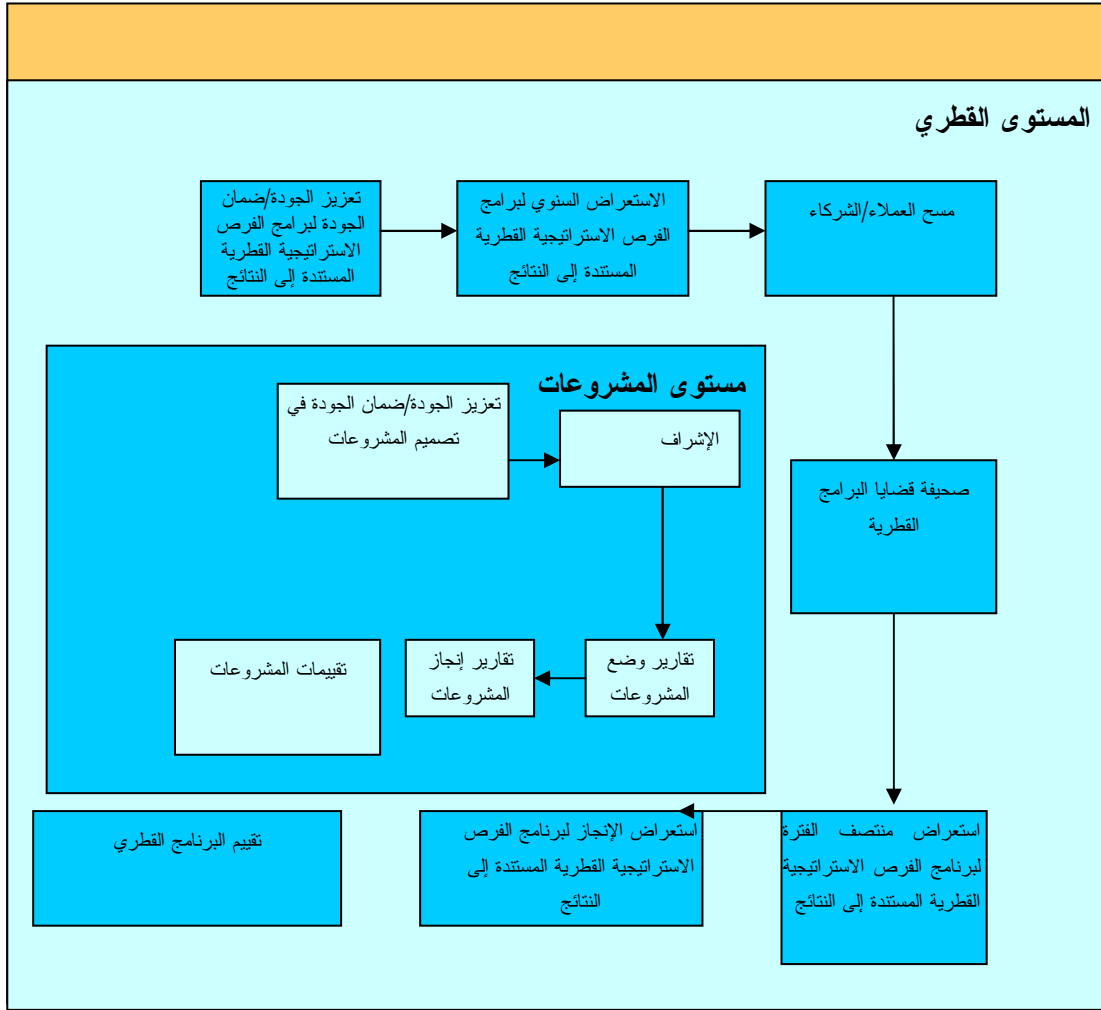 المستوى القطري
تعزيز الجودة/ضمان
الجودة لبرامج الفرص
الاستراتيجية القطرية
المستندة إلى النتائج
الاستعراض السنوي لبرامج
الفرص الاستراتيجية القطرية
المستندة إلى النتائج
مسح العملاء/الشركاء
مستوى المشروعات
تعزيز الجودة/ضمان الجودة في
تصميم المشروعات
الإشراف
صحيفة قضايا البرامج
القطرية
تقارير وضع
المشروعات
تقارير إنجاز
المشروعات
تقييمات المشروعات
استعراض منتصف الفترة
لبرنامج الفرص الاستراتيجية
القطرية المستندة إلى النتائج
استعراض الإنجاز لبرنامج الفرص
الاستراتيجية القطرية المستندة إلى
النتائج
تقييم البرنامج القطري